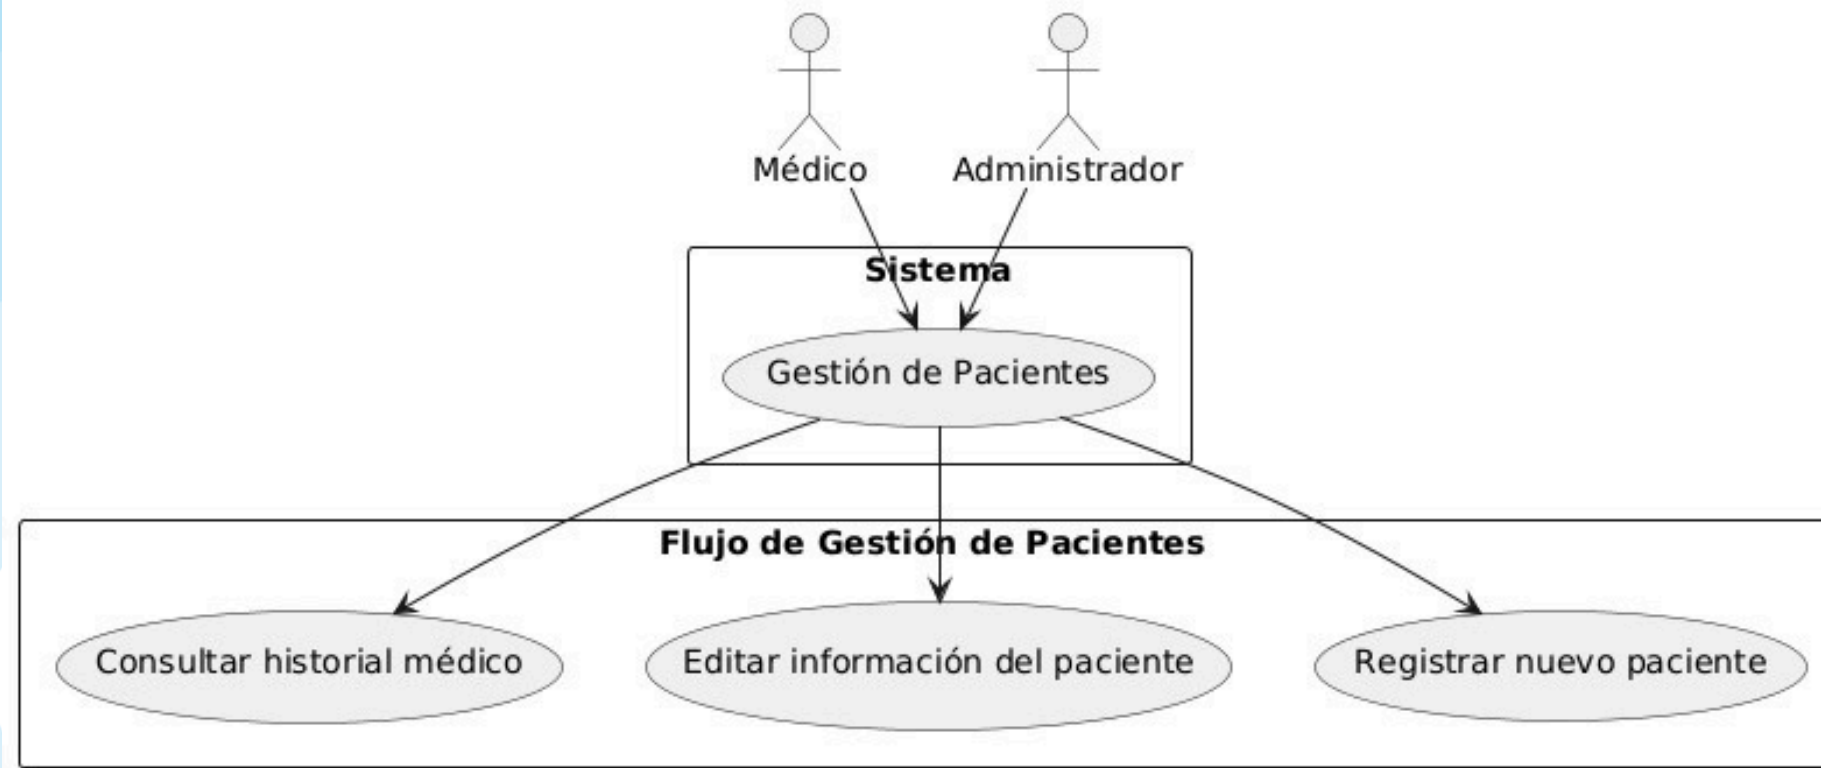 Médico
Administrador
Sistema
Gestión de Pacientes
Flujo de Gestión de Pacientes
Consultar historial médico
Editar información del paciente
Registrar nuevo paciente